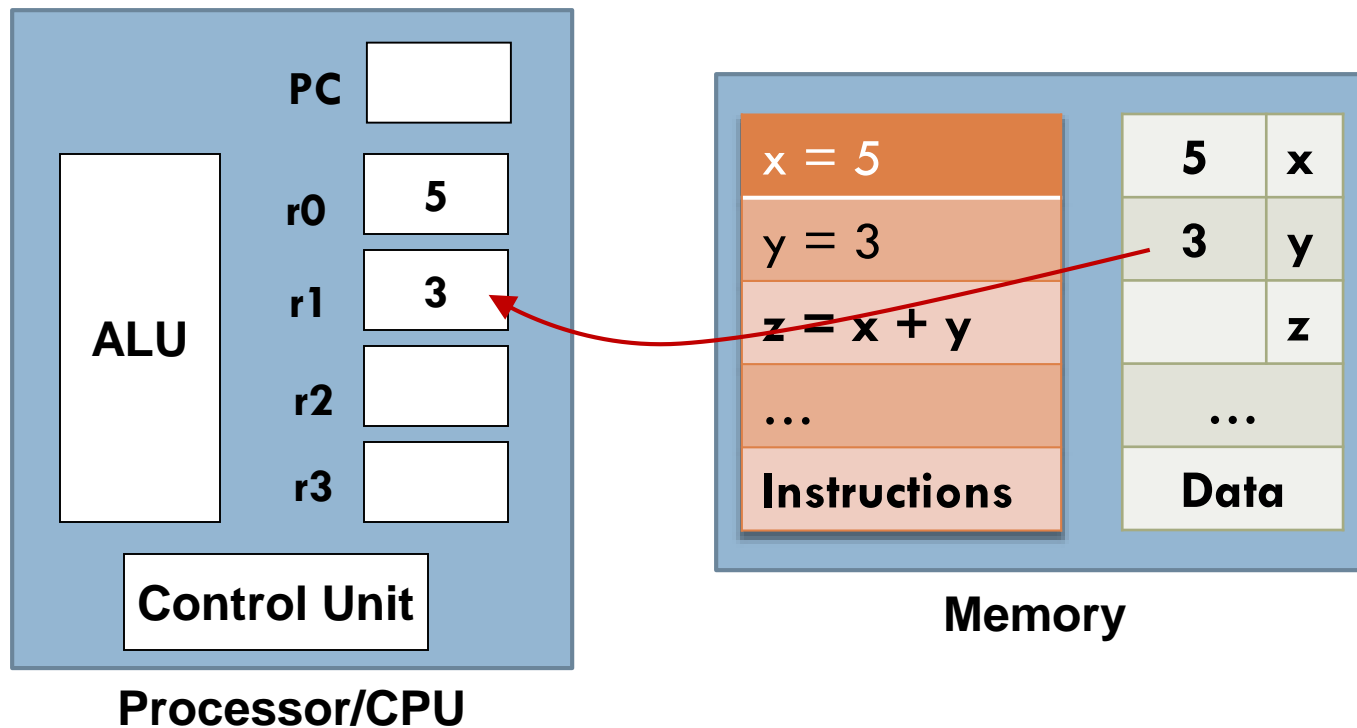 PC
r0 5
r1 3
r2
r3
ALU
Control Unit
Processor/CPU
x = 5
y = 3
z = x + y
...
Instructions
5 x
3 y
z
...
Data
Memory